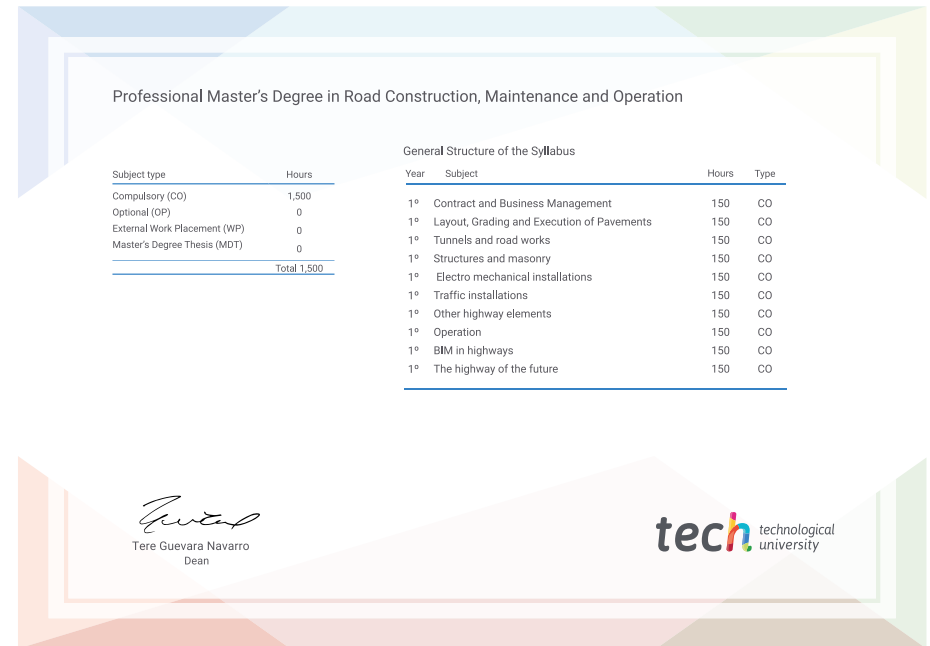 Professional Master's Degree in Road Construction, Maintenance and Operation
General Structure of the Syllabus
Subject type Hours
Compulsory (CO) 1,500
Optional (OP) 0
External Work Placement (WP) 0
Master's Degree Thesis (MDT) 0
Total 1,500
Year Subject Hours Type
1º Contract and Business Management 150 CO
1º Layout, Grading and Execution of Pavements 150 CO
1º Tunnels and road works 150 CO
1º Structures and masonry 150 CO
1º Electro mechanical installations 150 CO
1º Traffic installations 150 CO
1º Other highway elements 150 CO
1º Operation 150 CO
1º BIM in highways 150 CO
1º The highway of the future 150 CO
Tere Guevara Navarro
Dean
tech technological
university